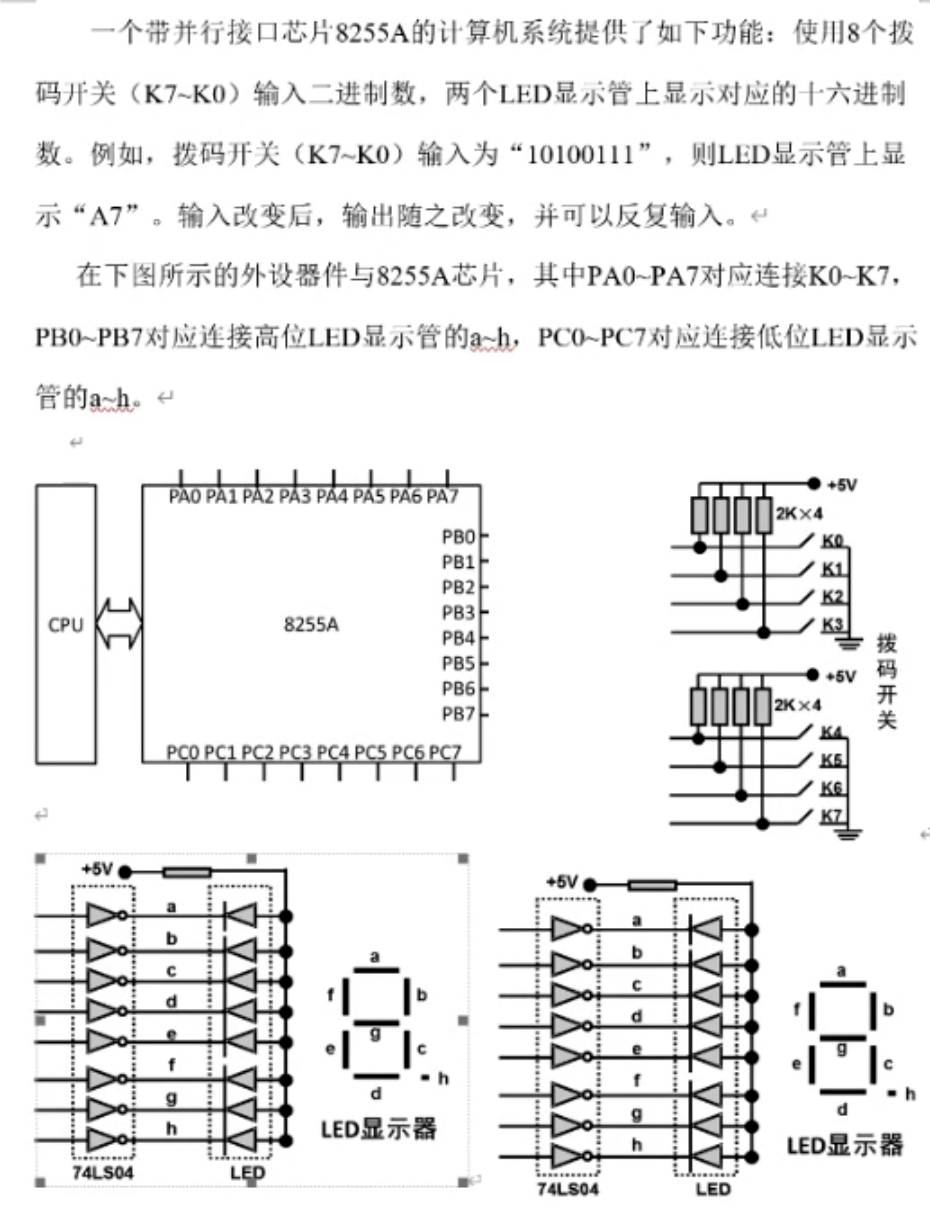 一个带并行接口芯片8255A的计算机系统提供了如下功能：使用8个拨
码开关（K7~K0）输入二进制数，两个LED显示管上显示对应的十六进制
数。例如，拨码开关（K7~K0）输入为“10100111”，则LED显示管上显
示“A7”。输入改变后，输出随之改变，并可以反复输入。
在下图所示的外设器件与8255A芯片，其中PA0~PA7对应连接K0~K7，
PB0~PB7对应连接高位LED显示管的a~h，PC0~PC7对应连接低位LED显示
管的a~h。
PA0 PA1 PA2 PA3 PA4 PA5 PA6 PA7
PB0
PB1
PB2
PB3
PB4
PB5
PB6
PB7
CPU
8255A
PC0 PC1 PC2 PC3 PC4 PC5 PC6 PC7
+5V
2K×4
K0
K1
K2
K3
+5V
2K×4
K4
K5
K6
K7
拨码开关
+5V
a
b
c
d
e
f
g
h
74LS04
LED
a
f
b
g
e
c
d
h
LED显示器
+5V
a
b
c
d
e
f
g
h
74LS04
LED
a
f
b
g
e
c
d
h
LED显示器